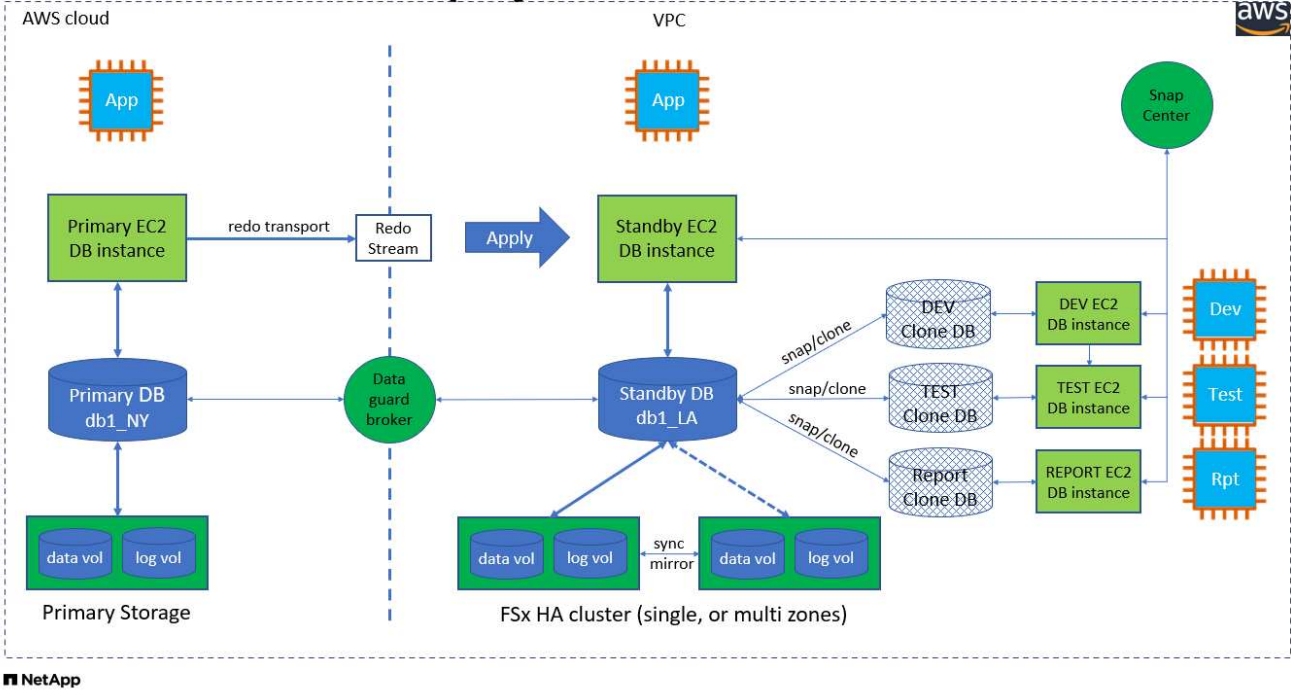 AWS cloud
VPC
aws
App
App
Snap
Center
Primary EC2
DB instance
redo transport
Redo
Stream
Apply
Standby EC2
DB instance
DEV
Clone DB
DEV EC2
DB instance
Dev
snap/clone
Primary DB
db1_NY
Data
guard
broker
Standby DB
db1_LA
snap/clone
TEST
Clone DB
TEST EC2
DB instance
Test
snap/clone
Report
Clone DB
REPORT EC2
DB instance
Rpt
data vol
log vol
data vol
log vol
sync
mirror
data vol
log vol
Primary Storage
FSx HA cluster (single, or multi zones)
NetApp